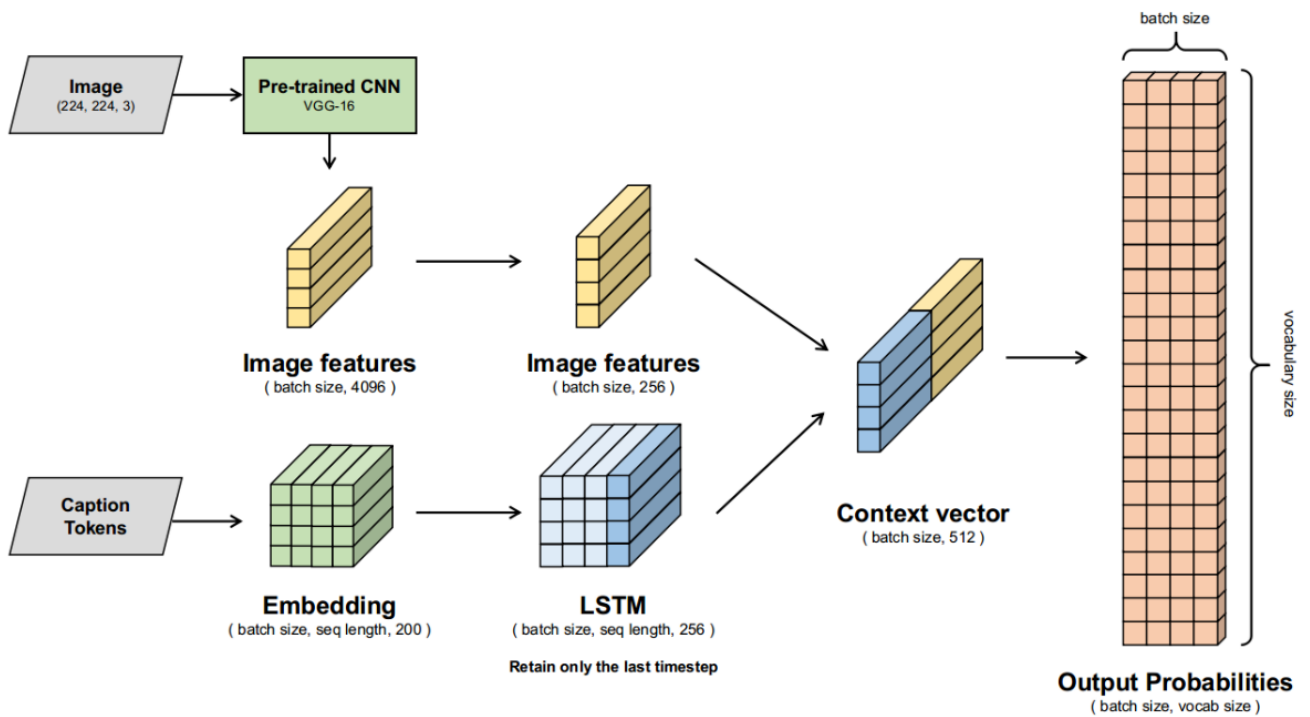 batch size
Image
(224, 224, 3)
Pre-trained CNN
VGG-16
Image features
( batch size, 4096 )
Image features
( batch size, 256 )
vocabulary size
Caption
Tokens
Context vector
( batch size, 512 )
Embedding
( batch size, seq length, 200 )
LSTM
( batch size, seq length, 256 )
Retain only the last timestep
Output Probabilities
( batch size, vocab size )